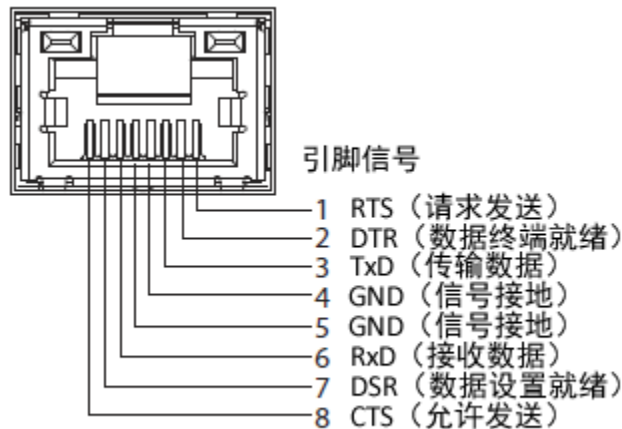 引脚信号
1 RTS（请求发送）
2 DTR（数据终端就绪）
3 TxD（传输数据）
4 GND（信号接地）
5 GND（信号接地）
6 RxD（接收数据）
7 DSR（数据设置就绪）
8 CTS（允许发送）